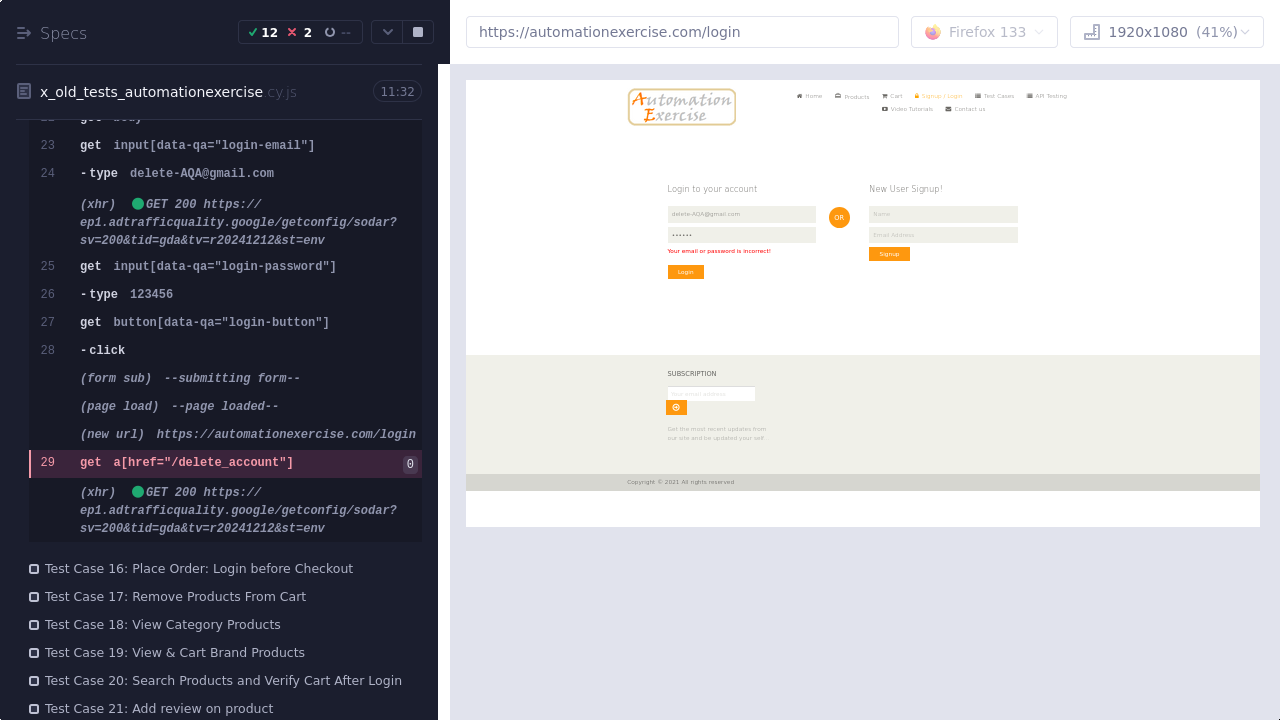 Specs
12
2
--
x_old_tests_automationexercise cy.js
11:32
23 get input[data-qa="login-email"]
24 -type delete-AQA@gmail.com
(xhr) GET 200 https://
ep1.adtrafficquality.google/getconfig/sodar?
sv=200&tid=gda&tv=r20241212&st=env
25 get input[data-qa="login-password"]
26 -type 123456
27 get button[data-qa="login-button"]
28 -click
(form sub) --submitting form--
(page load) --page loaded--
(new url) https://automationexercise.com/login
29 get a[href="/delete_account"] 0
(xhr) GET 200 https://
ep1.adtrafficquality.google/getconfig/sodar?
sv=200&tid=gda&tv=r20241212&st=env
Test Case 16: Place Order: Login before Checkout
Test Case 17: Remove Products From Cart
Test Case 18: View Category Products
Test Case 19: View & Cart Brand Products
Test Case 20: Search Products and Verify Cart After Login
Test Case 21: Add review on product
https://automationexercise.com/login
Firefox 133
1920x1080 (41%)
Automation
Exercise
Home
Products
Cart
Signup / Login
Test Cases
API Testing
Video Tutorials
Contact us
Login to your account
delete-AQA@gmail.com
••••••
Your email or password is incorrect!
Login
OR
New User Signup!
Name
Email Address
Signup
SUBSCRIPTION
Your email address
Get the most recent updates from
our site and be updated your self
Copyright © 2021 All rights reserved